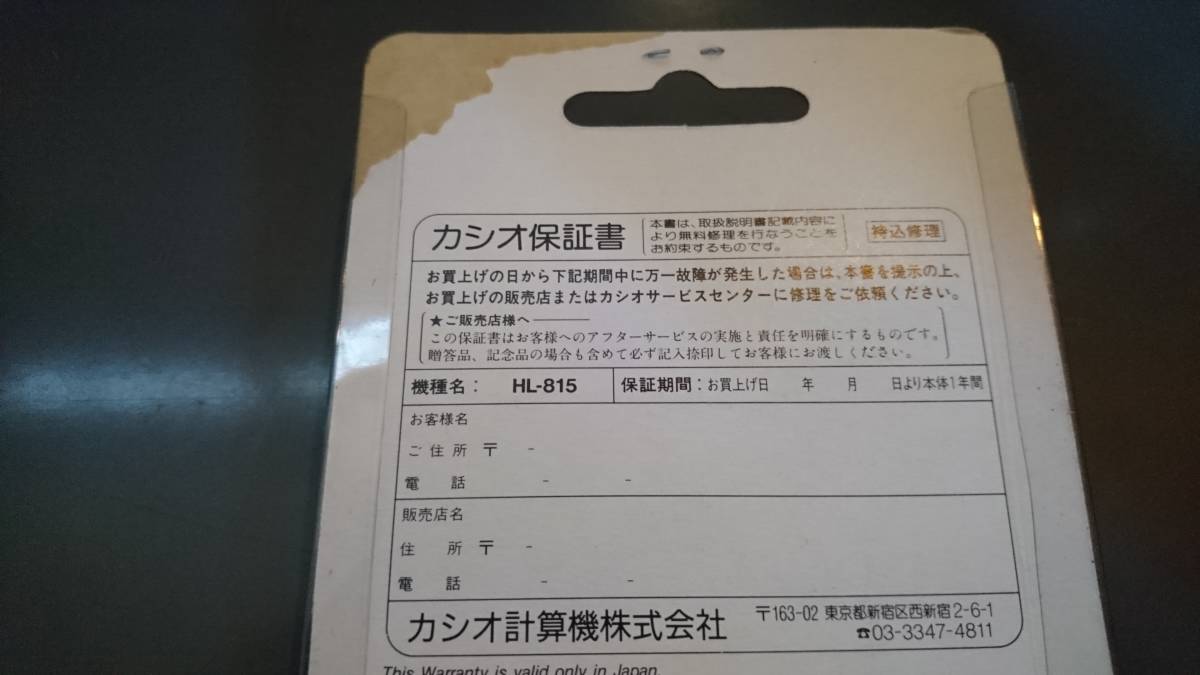 カシオ保証書
本書は、取扱説明書記載内容に
より無料修理を行なうことを
お約束するものです。
持込修理
お買上げの日から下記期間中に万一故障が発生した場合は、本書を提示の上、
お買上げの販売店またはカシオサービスセンターに修理をご依頼ください。
★ご販売店様へ———
この保証書はお客様へのアフターサービスの実施と責任を明確にするものです。
贈答品、記念品の場合も含めて必ず記入捺印してお客様にお渡しください。
機種名： HL-815 保証期間：お買上げ日 年 月 日より本体1年間
お客様名
ご住所 〒 -
電 話 - -
販売店名
住 所 〒 -
電 話 - -
カシオ計算機株式会社
〒163-02 東京都新宿区西新宿2-6-1
☎03-3347-4811
This Warranty is valid only in Japan.